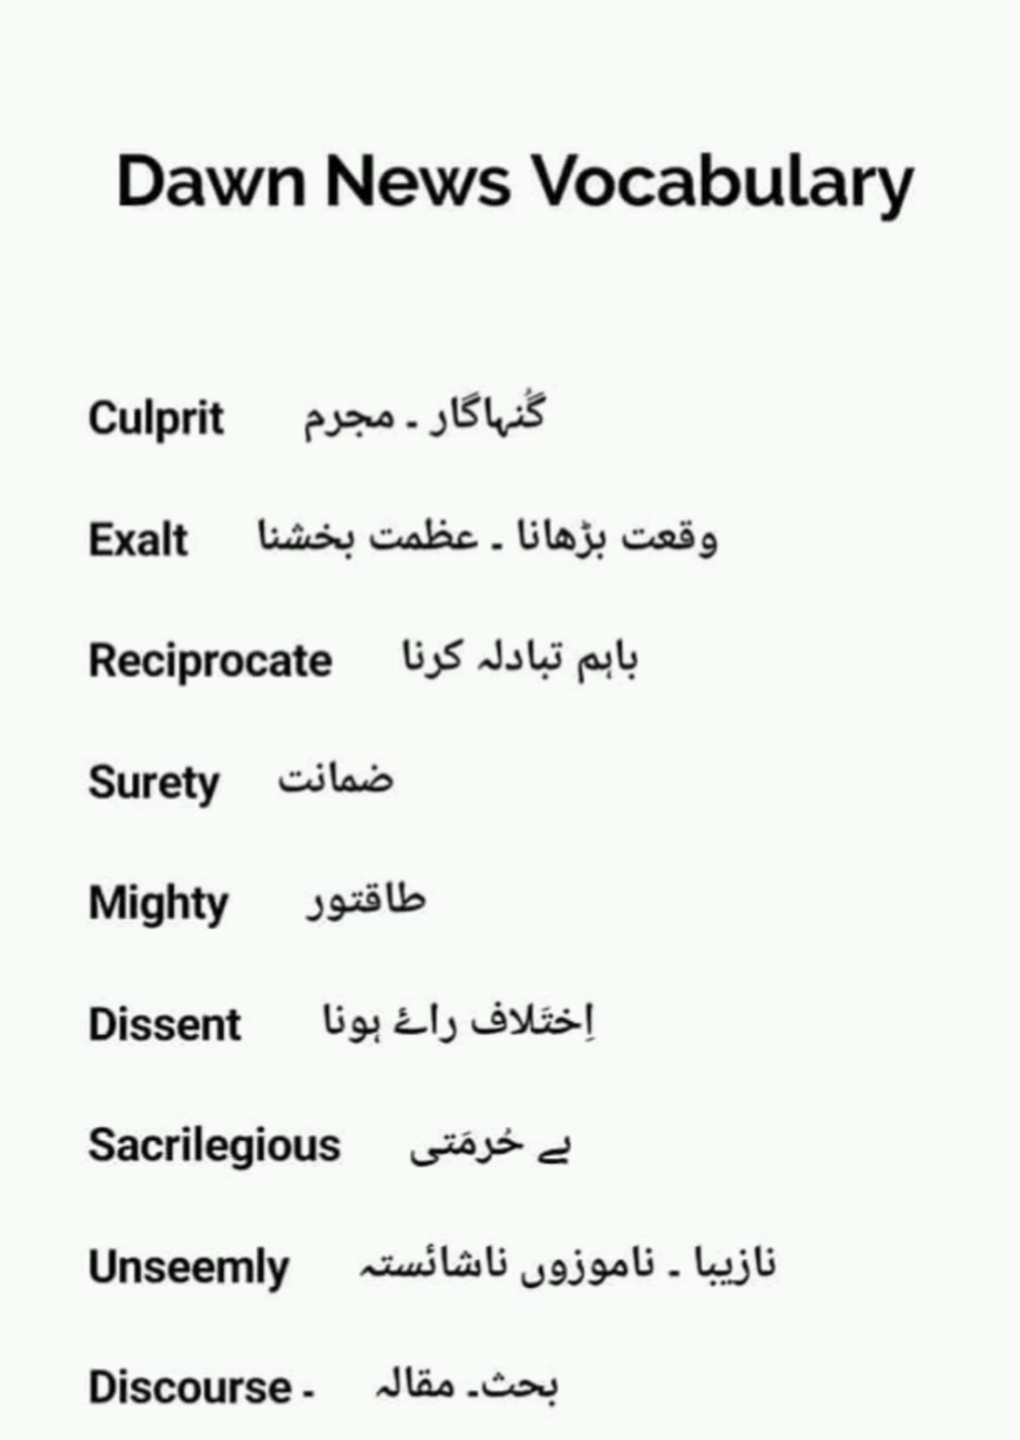 Dawn News Vocabulary
Culprit گُنہاگار ۔ مجرم
Exalt وقعت بڑھانا ۔ عظمت بخشنا
Reciprocate باہم تبادلہ کرنا
Surety ضمانت
Mighty طاقتور
Dissent اِختَلاف رائے ہونا
Sacrilegious بے حُرمَتی
Unseemly نازیبا ۔ ناموزوں ناشائستہ
Discourse - بحث۔ مقالہ